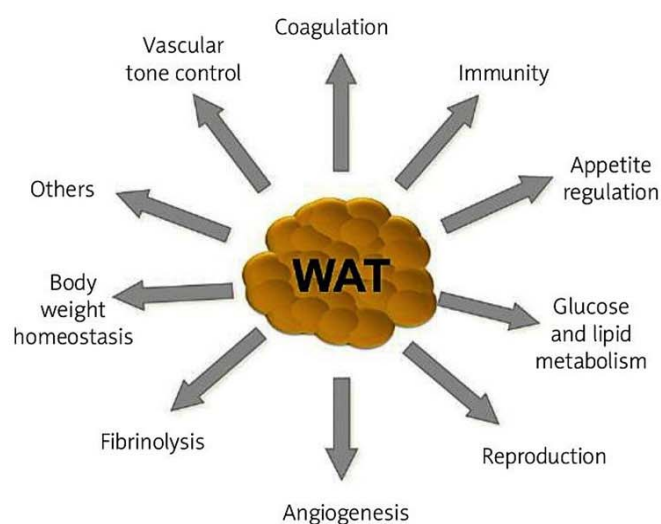 Coagulation
Vascular
tone control
Immunity
Appetite
regulation
Others
WAT
Body
weight
homeostasis
Glucose
and lipid
metabolism
Fibrinolysis
Reproduction
Angiogenesis